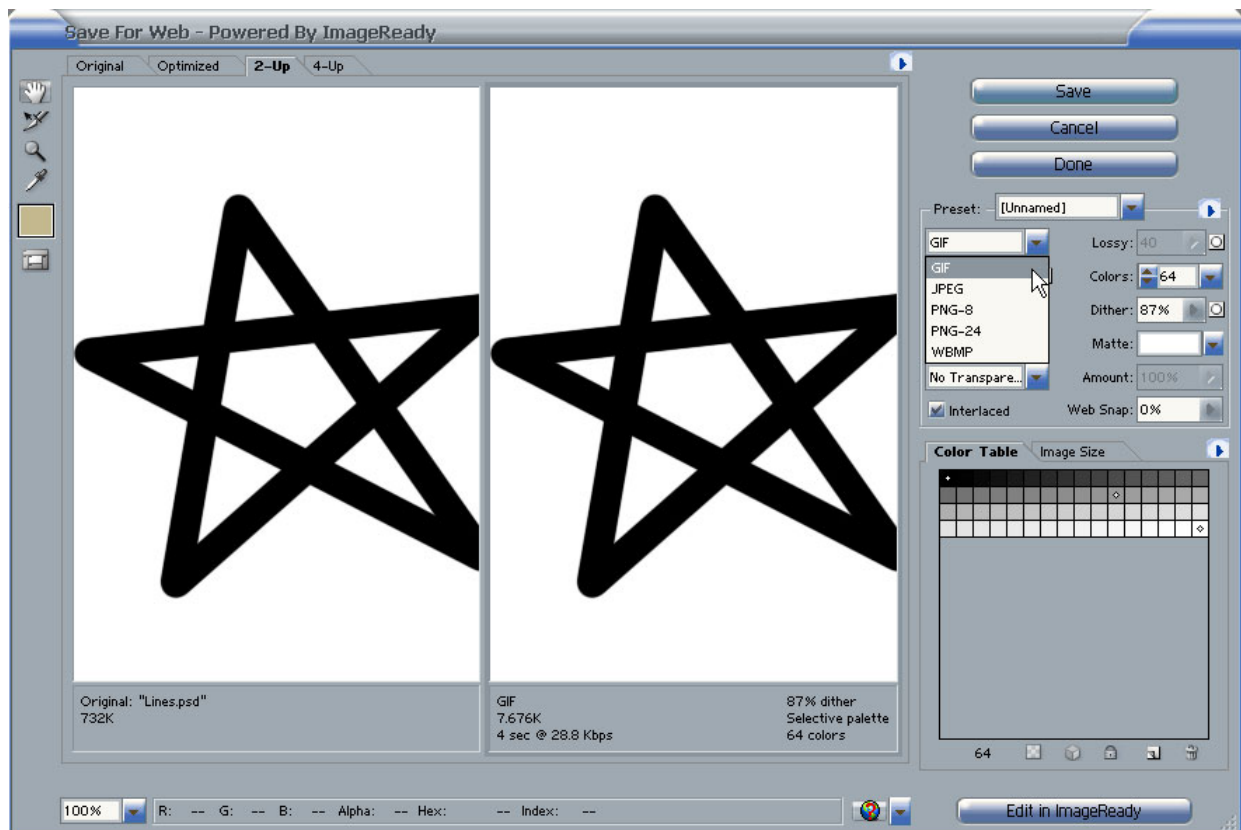 Save For Web - Powered By ImageReady
Original Optimized 2-Up 4-Up
Save
Cancel
Done
Preset: [Unnamed]
GIF
Lossy: 40
GIF
JPEG
PNG-8
PNG-24
WBMP
Colors: 64
Dither: 87%
Matte:
No Transpare...
Amount: 100%
Interlaced
Web Snap: 0%
Color Table Image Size
64
Original: "Lines.psd"
732K
GIF
7.676K
4 sec @ 28.8 Kbps
87% dither
Selective palette
64 colors
100%
R: -- G: -- B: -- Alpha: -- Hex: -- Index: --
Edit in ImageReady